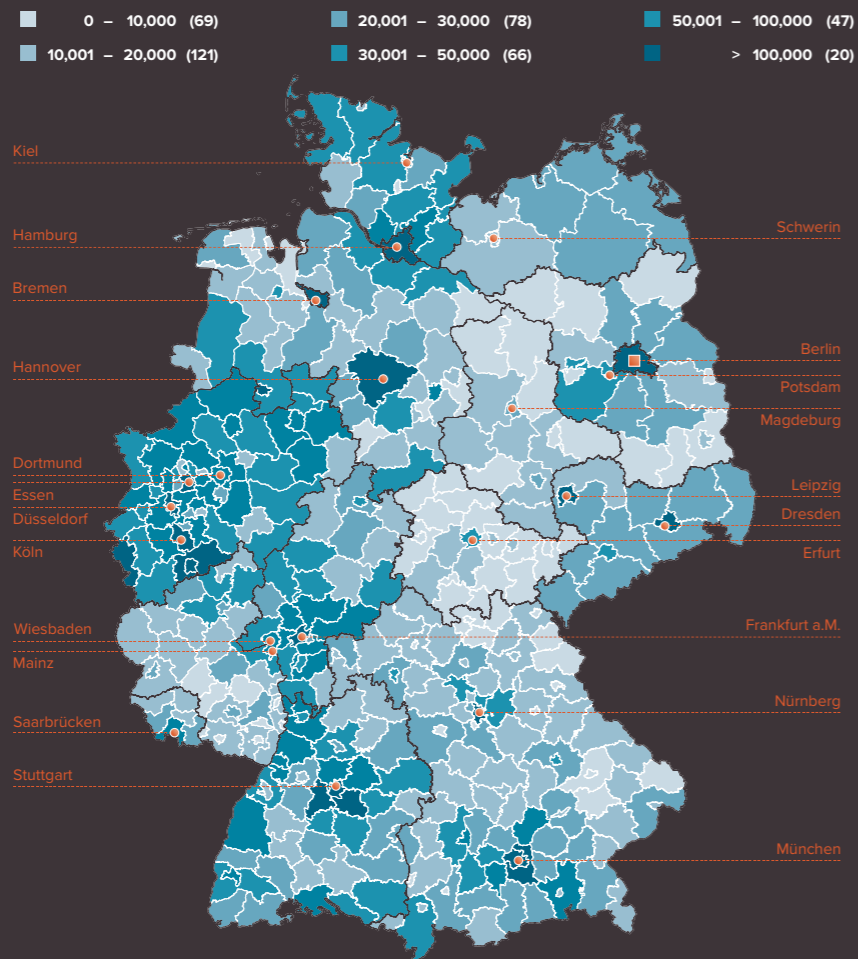 0 – 10,000 (69)
20,001 – 30,000 (78)
50,001 – 100,000 (47)
10,001 – 20,000 (121)
30,001 – 50,000 (66)
> 100,000 (20)
Kiel
Hamburg
Bremen
Hannover
Dortmund
Essen
Düsseldorf
Köln
Wiesbaden
Mainz
Saarbrücken
Stuttgart
Schwerin
Berlin
Potsdam
Magdeburg
Leipzig
Dresden
Erfurt
Frankfurt a.M.
Nürnberg
München